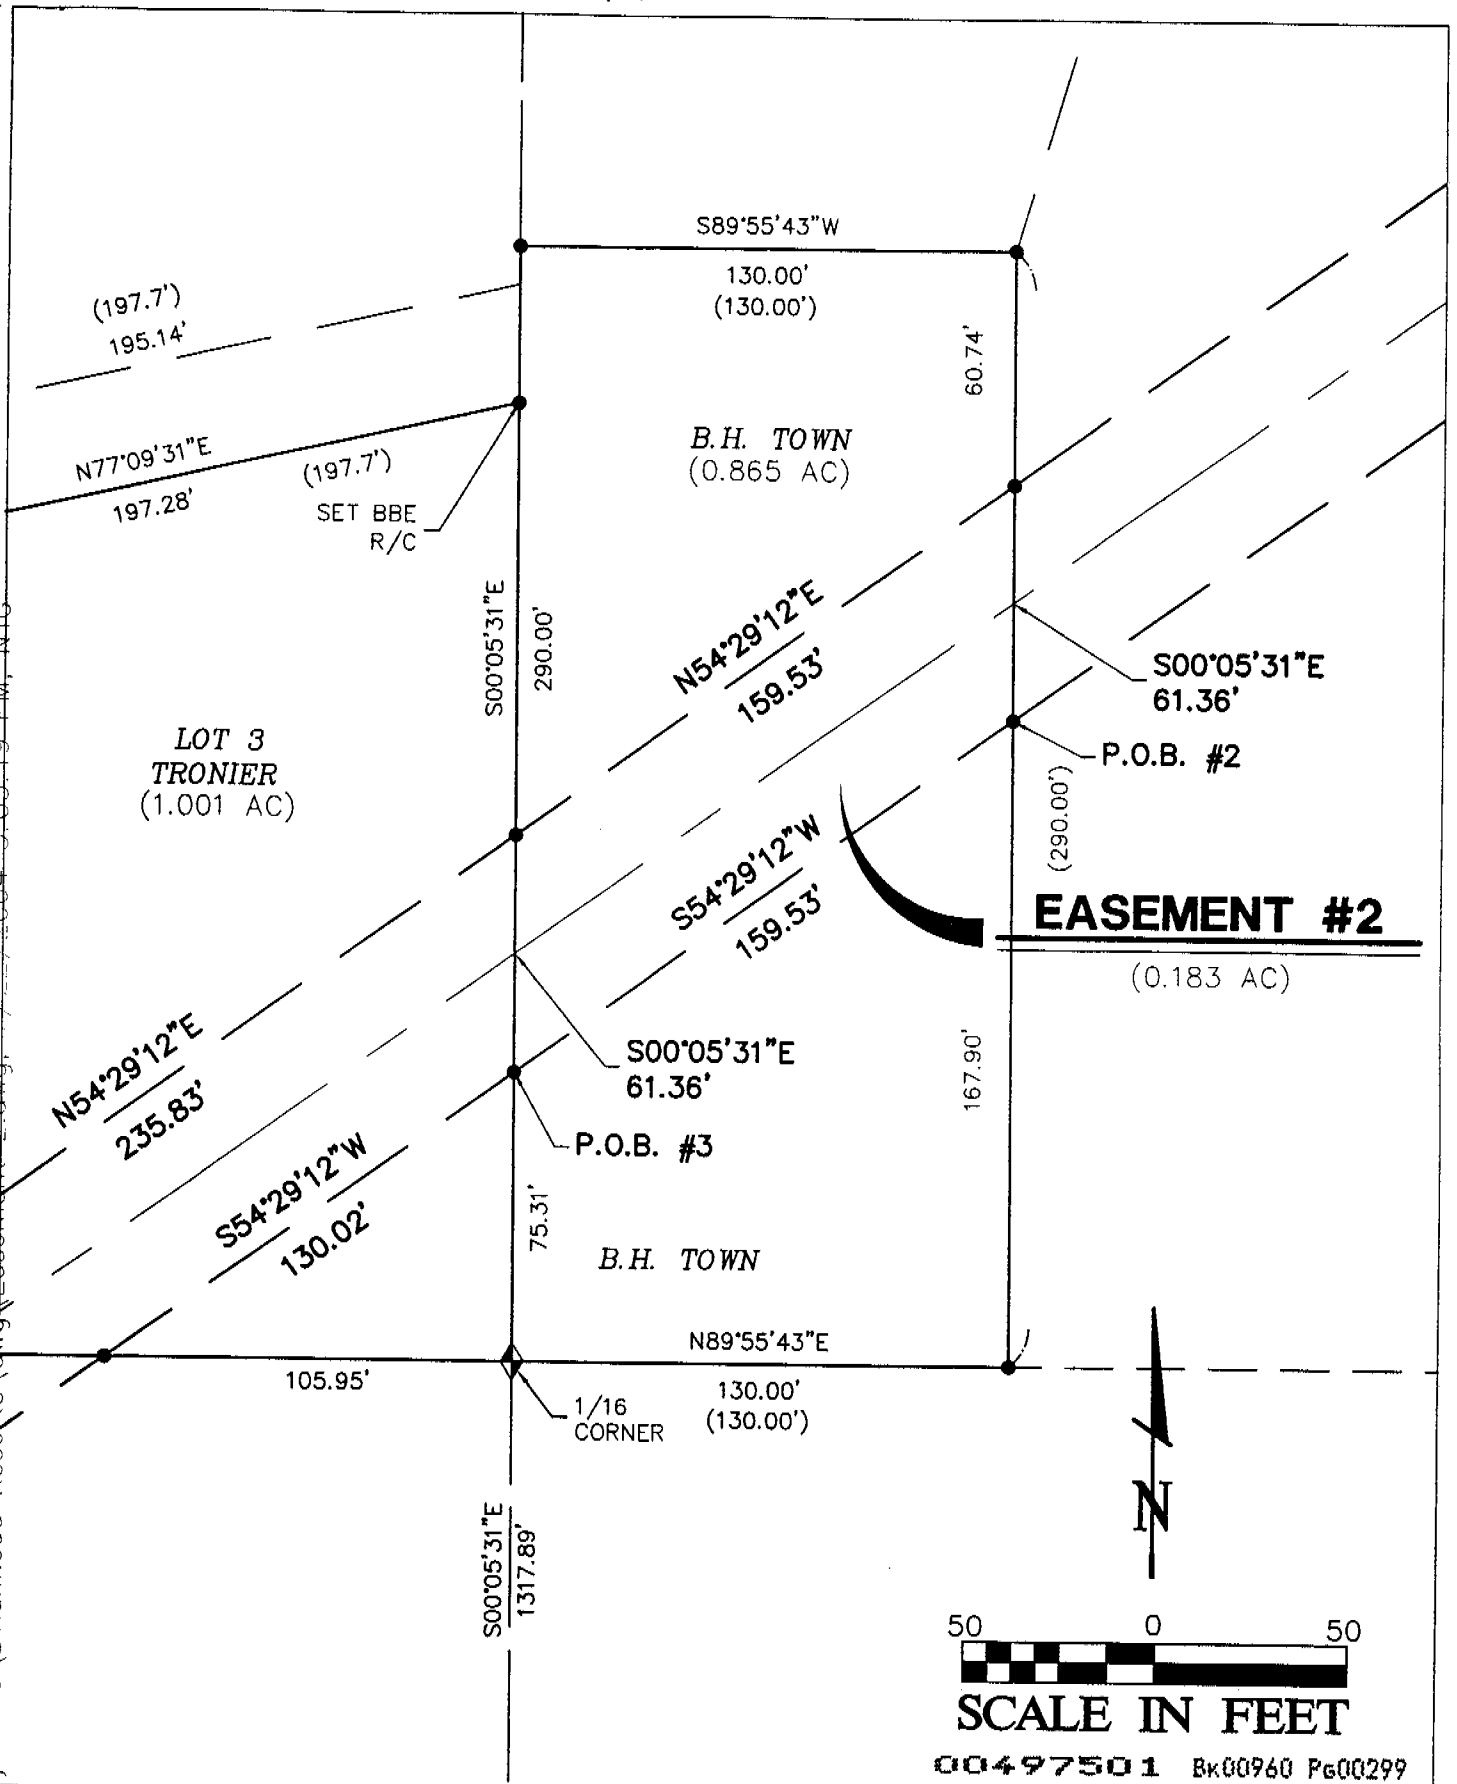 S89°55'43"W
130.00'
(130.00')
(197.7')
195.14'
60.74'
N77°09'31"E
(197.7')
197.28'
SET BBE
R/C
B.H. TOWN
(0.865 AC)
S00°05'31"E
290.00'
N54°29'12"E
159.53'
S00°05'31"E
61.36'
P.O.B. #2
(290.00')
LOT 3
TRONIER
(1.001 AC)
S54°29'12"W
159.53'
EASEMENT #2
(0.183 AC)
N54°29'12"E
235.83'
S00°05'31"E
61.36'
P.O.B. #3
167.90'
S54°29'12"W
130.02'
75.31'
B.H. TOWN
N89°55'43"E
130.00'
(130.00')
105.95'
1/16
CORNER
S00°05'31"E
1317.89'
N
50 0 50
SCALE IN FEET
00497501 BK00960 PG00299